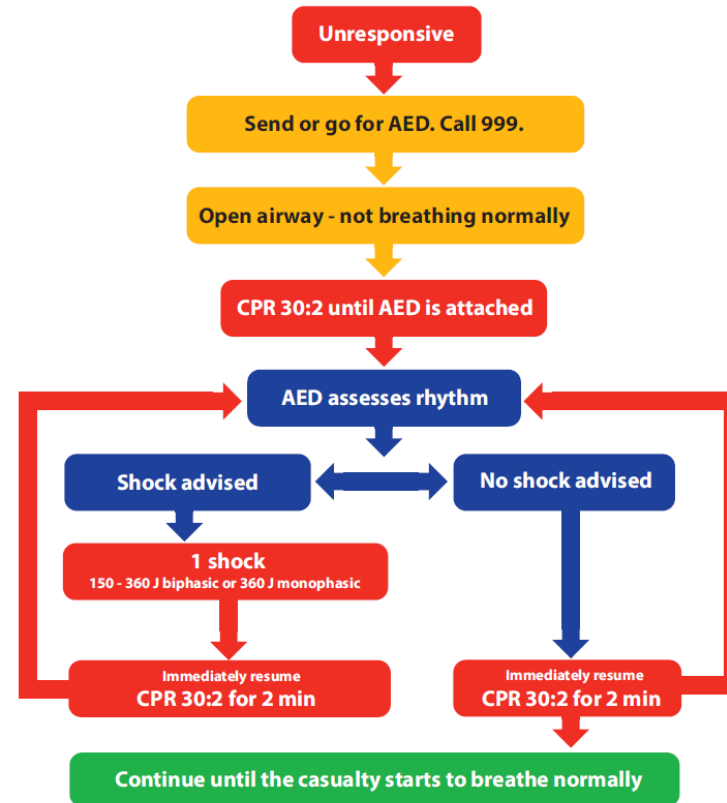 Unresponsive
Send or go for AED. Call 999.
Open airway - not breathing normally
CPR 30:2 until AED is attached
AED assesses rhythm
Shock advised
No shock advised
1 shock
150 - 360 J biphasic or 360 J monophasic
Immediately resume
CPR 30:2 for 2 min
Immediately resume
CPR 30:2 for 2 min
Continue until the casualty starts to breathe normally